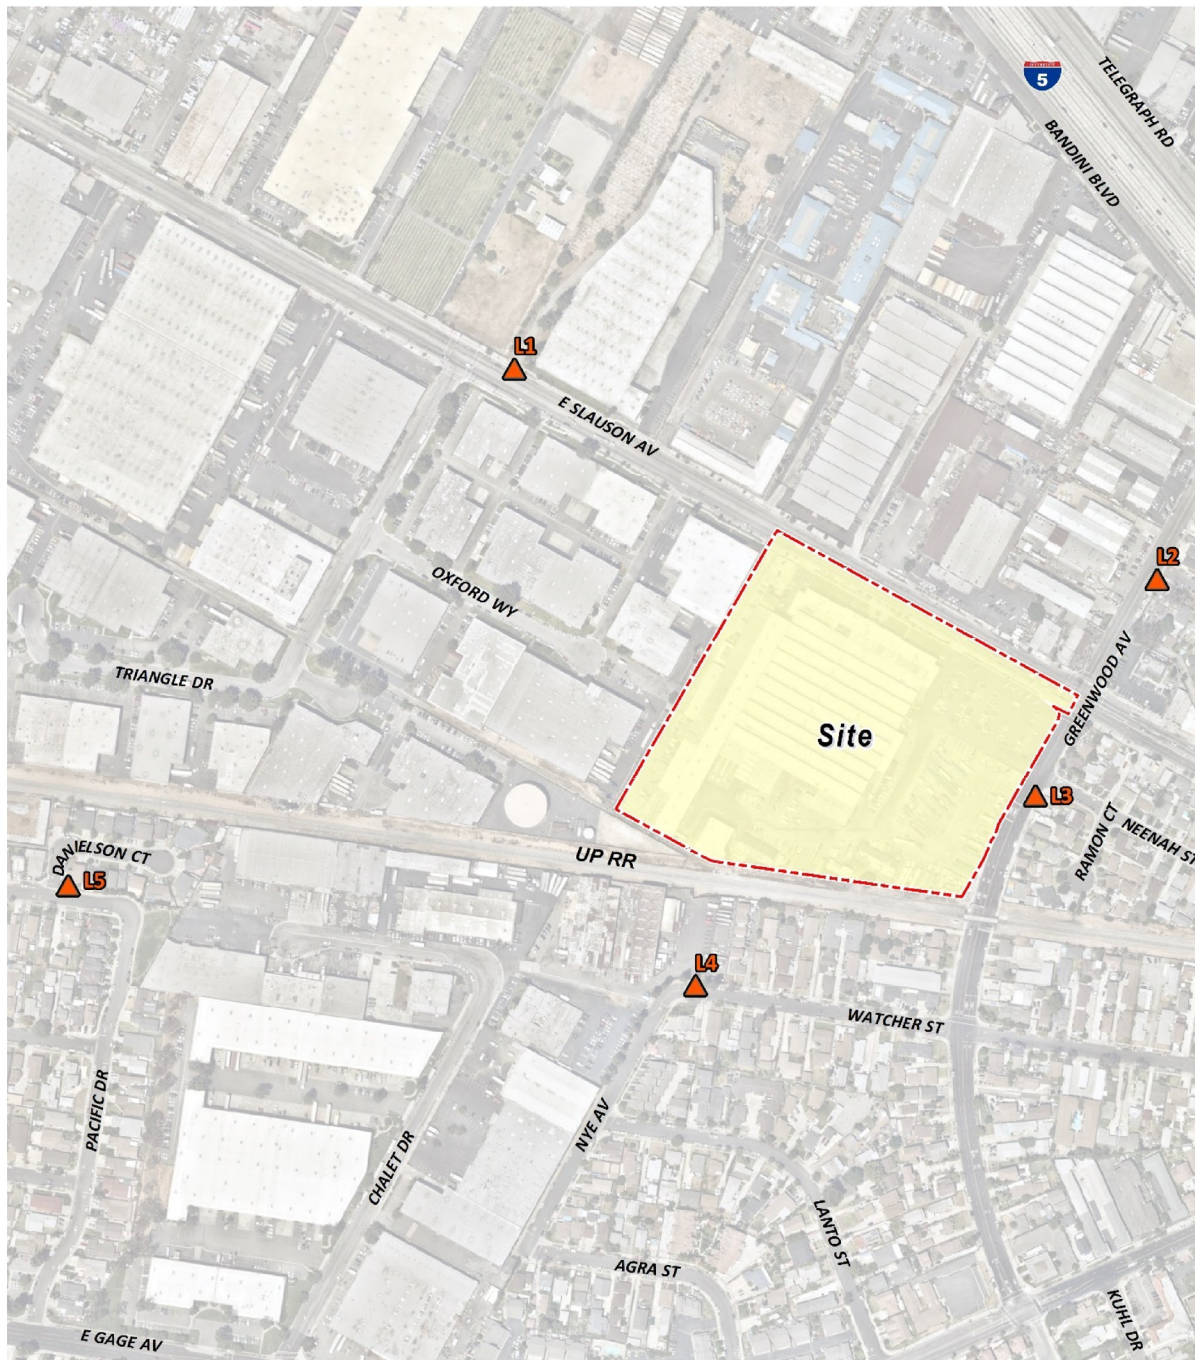 TELEGRAPH RD
INTERSTATE
5
BANDINI BLVD
L1
E SLAUSON AV
L2
OXFORD WY
GREENWOOD AV
TRIANGLE DR
Site
L3
RAMON CT
NEENAH ST
DANIELSON CT
UP RR
L5
L4
WATCHER ST
PACIFIC DR
NYE AV
CHALET DR
LANTO ST
AGRA ST
KUHL DR
E GAGE AV